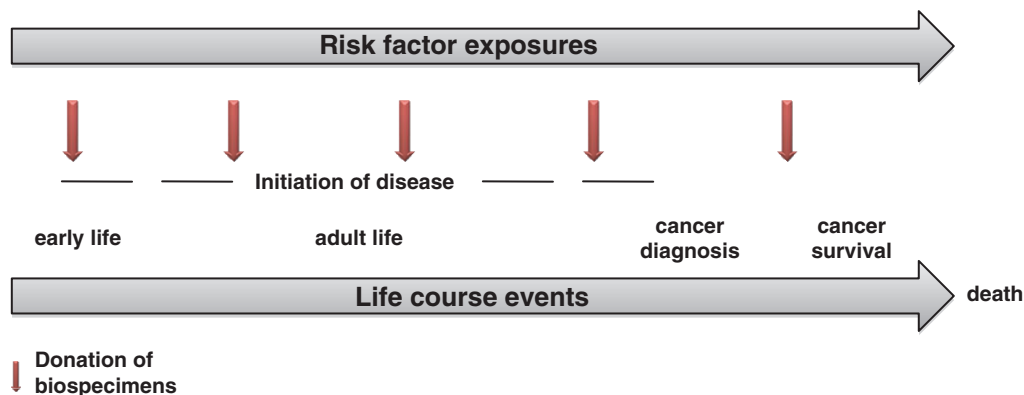 Risk factor exposures
Initiation of disease
early life
adult life
cancer
diagnosis
cancer
survival
Life course events
death
Donation of
biospecimens